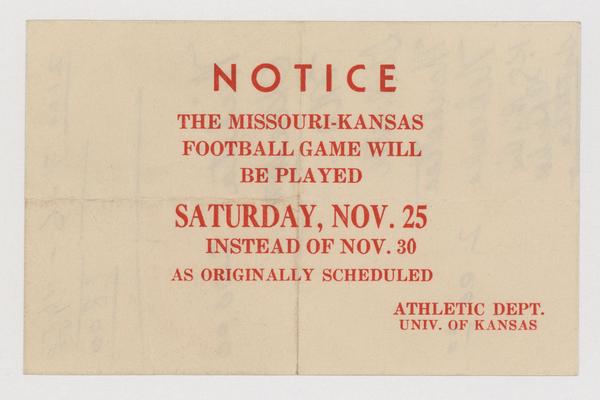 NOTICE
THE MISSOURI-KANSAS
FOOTBALL GAME WILL
BE PLAYED
SATURDAY, NOV. 25
INSTEAD OF NOV. 30
AS ORIGINALLY SCHEDULED
ATHLETIC DEPT.
UNIV. OF KANSAS